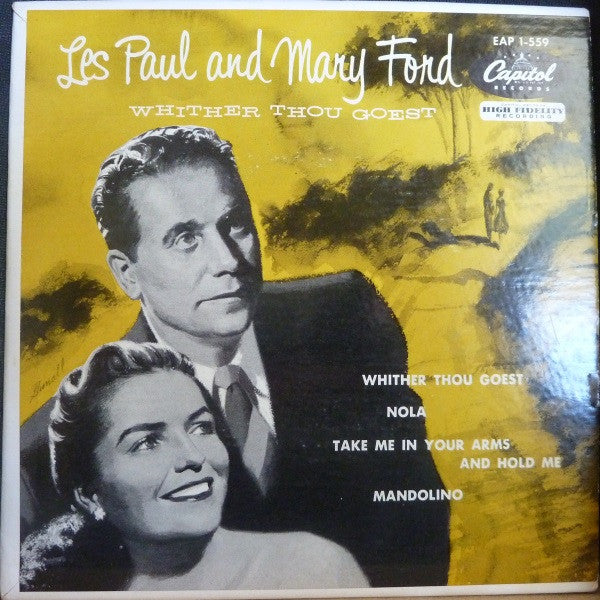 Les Paul and Mary Ford
WHITHER THOU GOEST
EAP 1-559
Capitol
RECORDS
HIGH FIDELITY
RECORDING
WHITHER THOU GOEST
NOLA
TAKE ME IN YOUR ARMS
AND HOLD ME
MANDOLINO